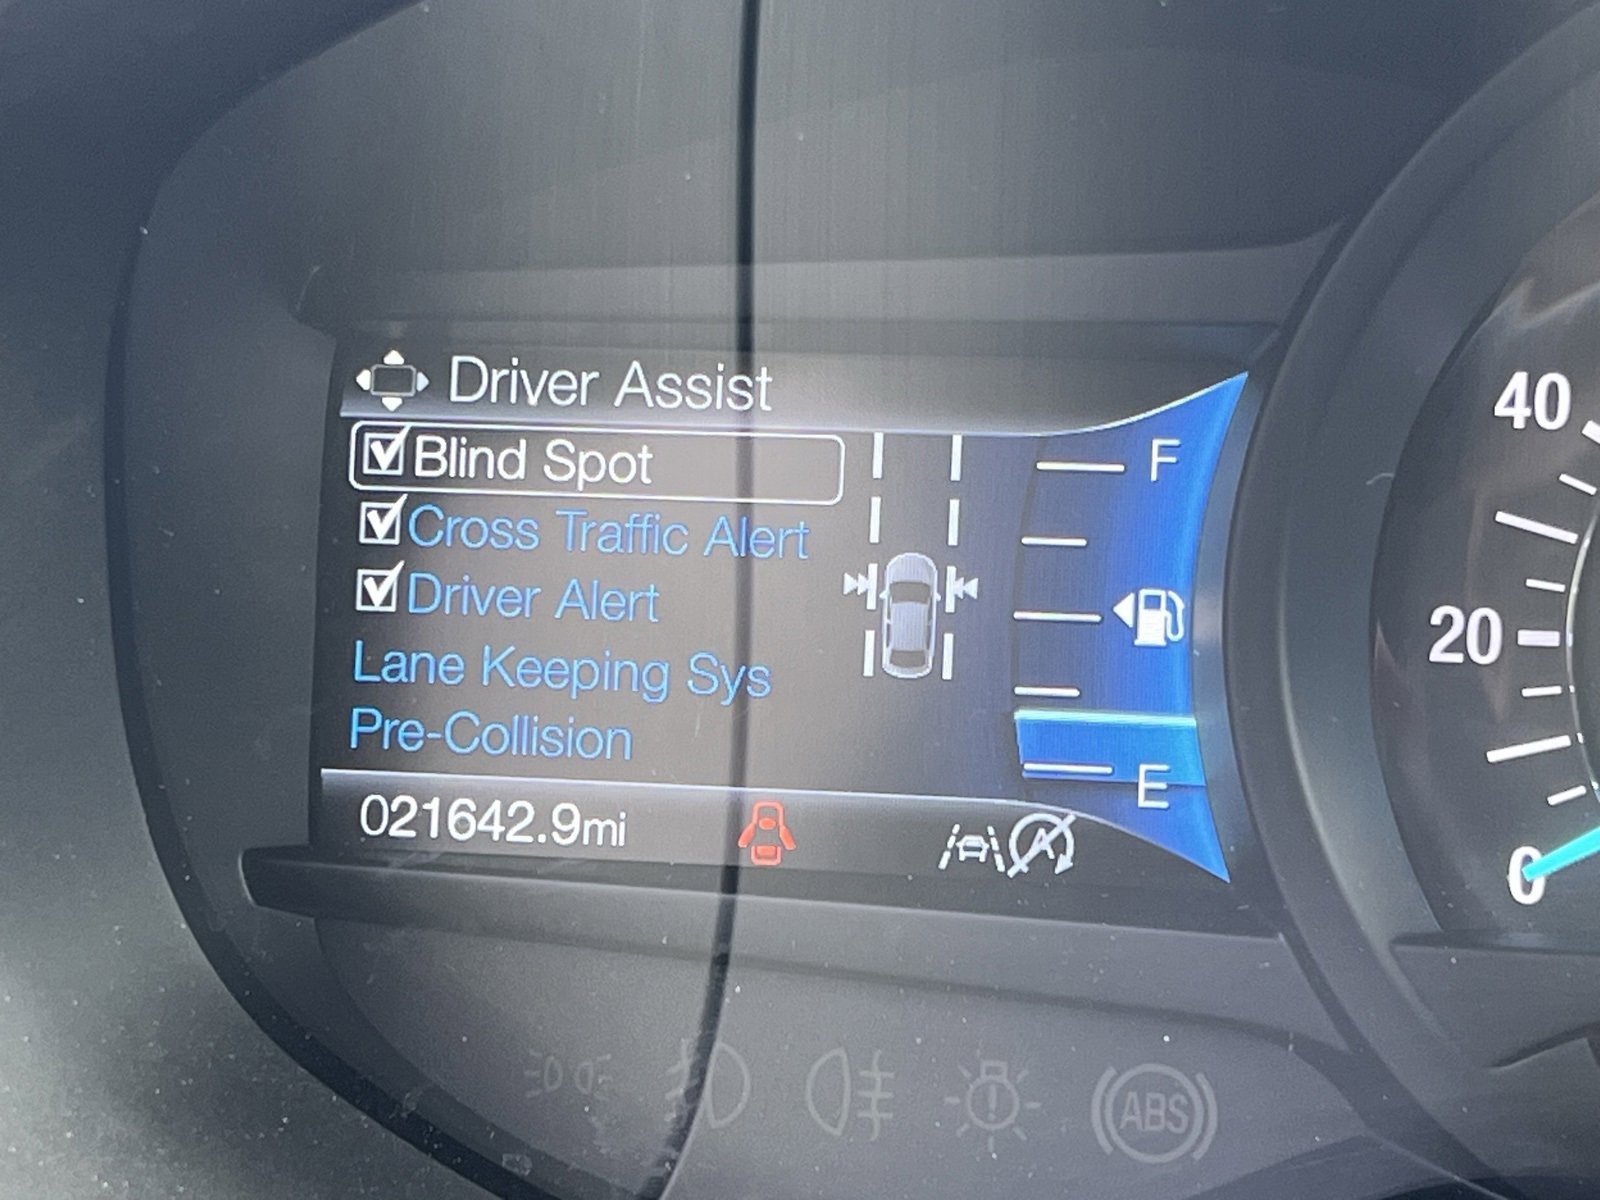 Driver Assist
Blind Spot
Cross Traffic Alert
Driver Alert
Lane Keeping Sys
Pre-Collision
021642.9mi
F
E
40
20
0
A
ABS